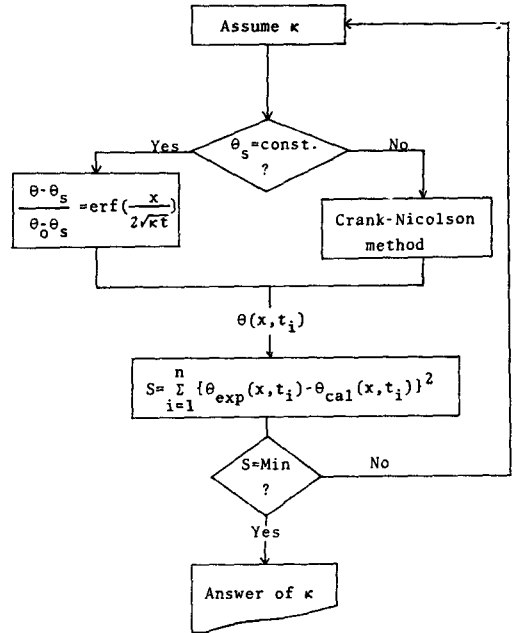 Assume κ
θs=const.
?
Yes
No
θ-θs
θo-θs
=erf(
x
2√κt
)
Crank-Nicolson
method
θ(x,ti)
n
S= Σ {θexp(x,ti)-θcal(x,ti)}²
i=1
S=Min
?
No
Yes
Answer of κ